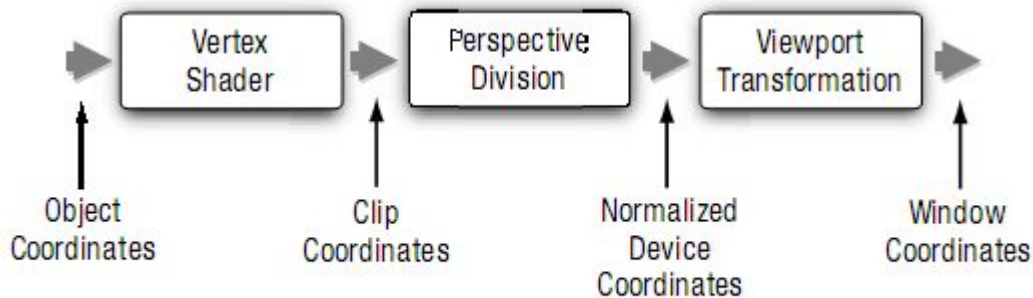 Vertex
Shader
Perspective
Division
Viewport
Transformation
Object
Coordinates
Clip
Coordinates
Normalized
Device
Coordinates
Window
Coordinates